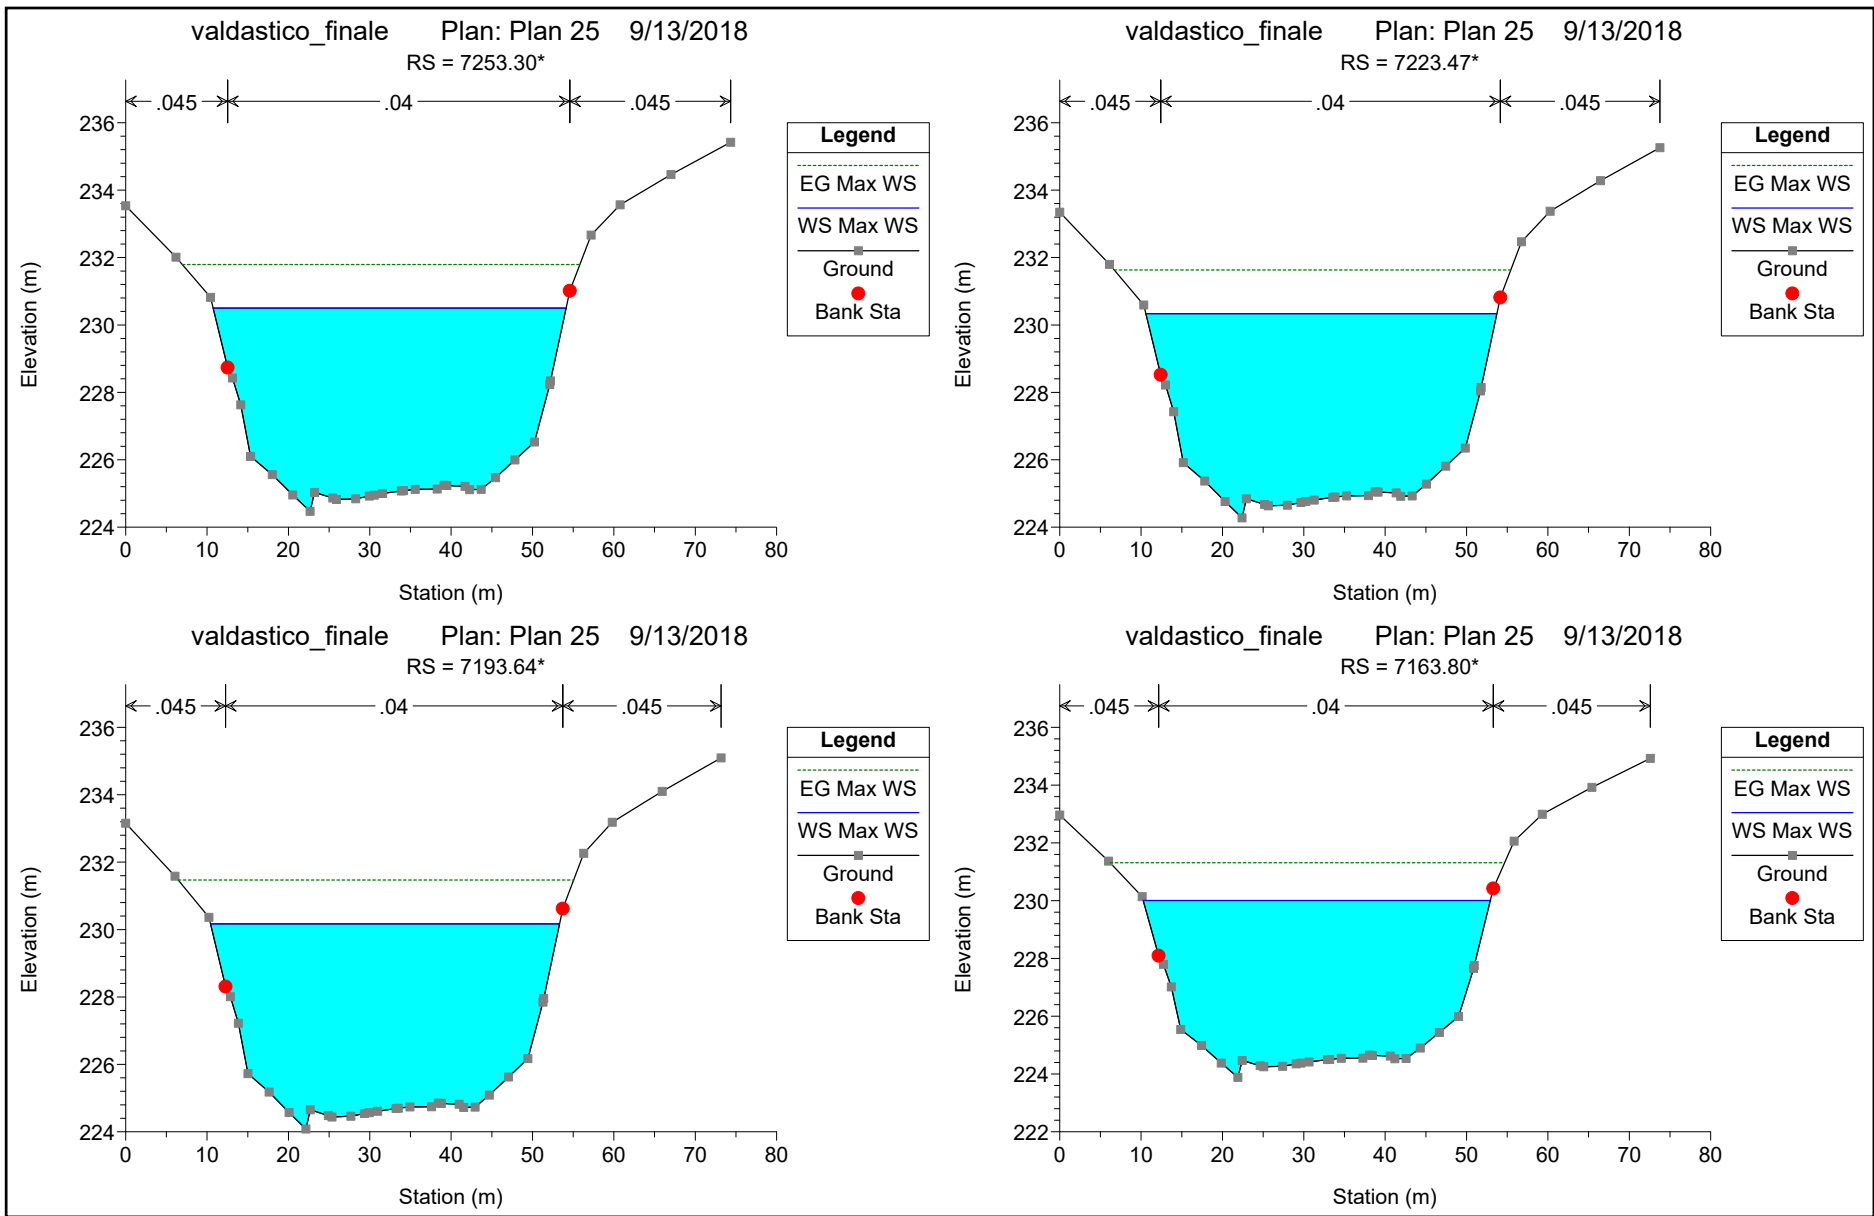 valdastico_finale Plan: Plan 25 9/13/2018
RS = 7253.30*
.045 .04 .045
236
234
232
230
228
226
224
0 10 20 30 40 50 60 70 80
Station (m)
Elevation (m)
Legend
EG Max WS
WS Max WS
Ground
Bank Sta
valdastico_finale Plan: Plan 25 9/13/2018
RS = 7223.47*
.045 .04 .045
236
234
232
230
228
226
224
0 10 20 30 40 50 60 70 80
Station (m)
Elevation (m)
Legend
EG Max WS
WS Max WS
Ground
Bank Sta
valdastico_finale Plan: Plan 25 9/13/2018
RS = 7193.64*
.045 .04 .045
236
234
232
230
228
226
224
0 10 20 30 40 50 60 70 80
Station (m)
Elevation (m)
Legend
EG Max WS
WS Max WS
Ground
Bank Sta
valdastico_finale Plan: Plan 25 9/13/2018
RS = 7163.80*
.045 .04 .045
236
234
232
230
228
226
224
222
0 10 20 30 40 50 60 70 80
Station (m)
Elevation (m)
Legend
EG Max WS
WS Max WS
Ground
Bank Sta